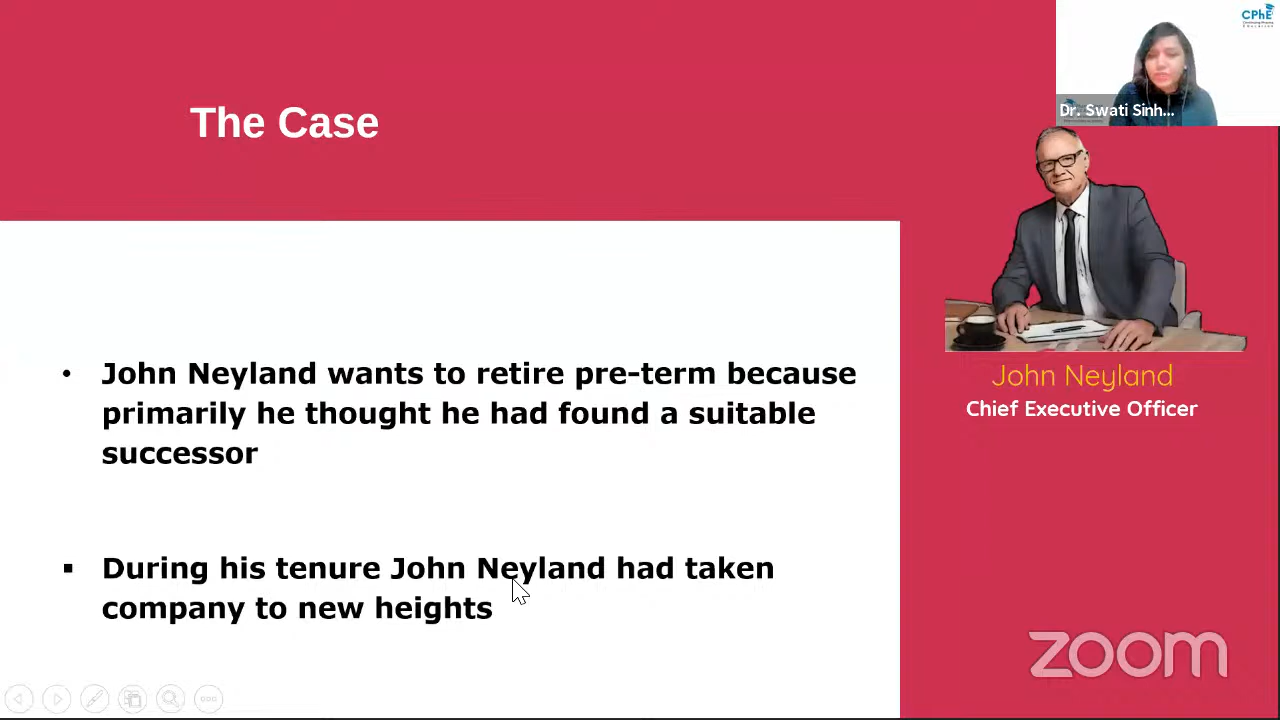 The Case
CPhE
Dr. Swati Sinh...
John Neyland wants to retire pre-term because
primarily he thought he had found a suitable
successor
During his tenure John Neyland had taken
company to new heights
John Neyland
Chief Executive Officer
zoom